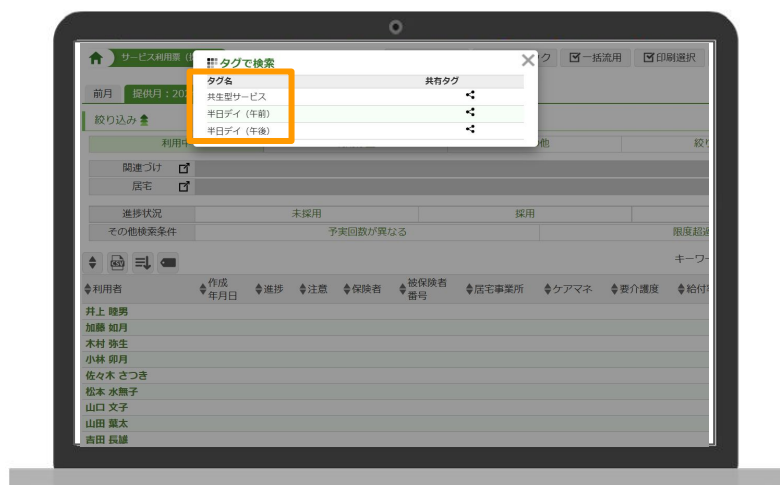 サービス利用票
タグで検索
タグ名 共有タグ
共生型サービス
半日デイ（午前）
半日デイ（午後）
一括流用 印刷選択
前月 提供月：202
絞り込み
利用中
関連づけ
居宅
進捗状況 未採用 採用
その他検索条件 予実回数が異なる 限度超過
キーワー
CSV
利用者 作成年月日 進捗 注意 保険者 被保険者番号 居宅事業所 ケアマネ 要介護度 給付
井上 睦男
加藤 如月
木村 弥生
小林 卯月
佐々木 さつき
松本 水無子
山口 文子
山田 葉太
吉田 長雄